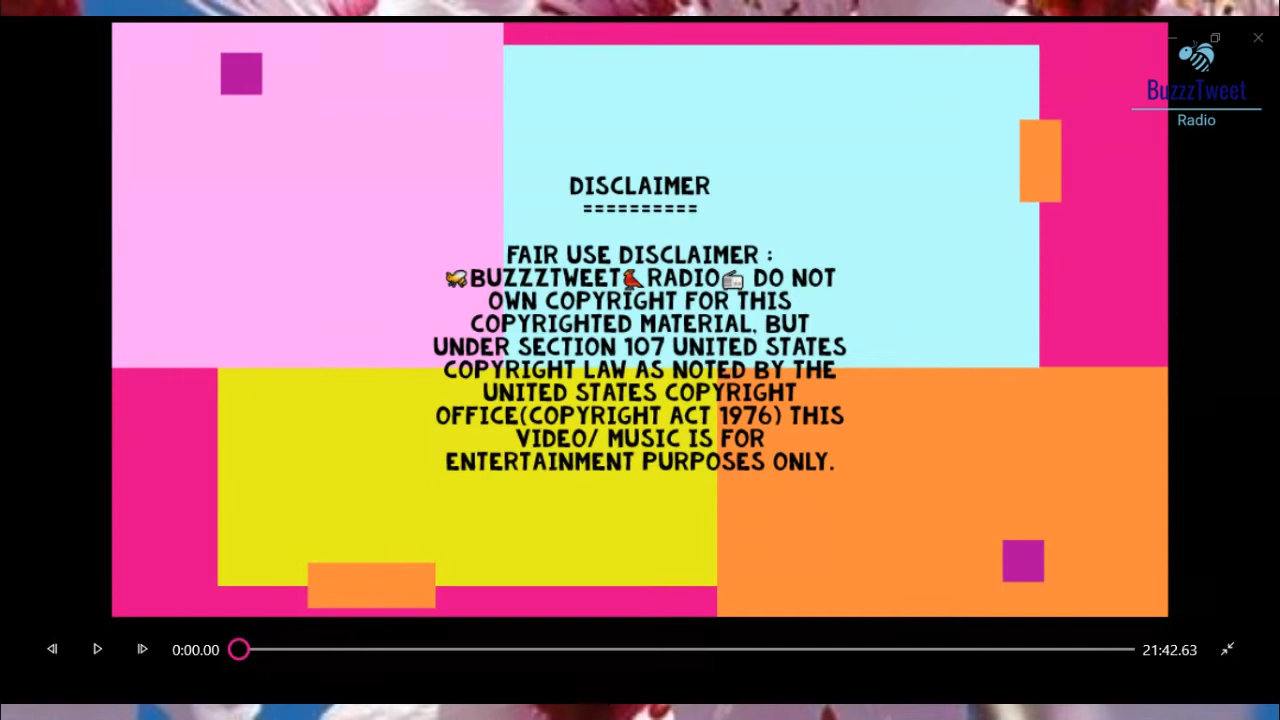 BuzzzTweet
Radio
DISCLAIMER
==========
FAIR USE DISCLAIMER :
🐝BUZZZTWEET🐦RADIO📻 DO NOT
OWN COPYRIGHT FOR THIS
COPYRIGHTED MATERIAL, BUT
UNDER SECTION 107 UNITED STATES
COPYRIGHT LAW AS NOTED BY THE
UNITED STATES COPYRIGHT
OFFICE(COPYRIGHT ACT 1976) THIS
VIDEO/ MUSIC IS FOR
ENTERTAINMENT PURPOSES ONLY.
0:00.00
21:42.63